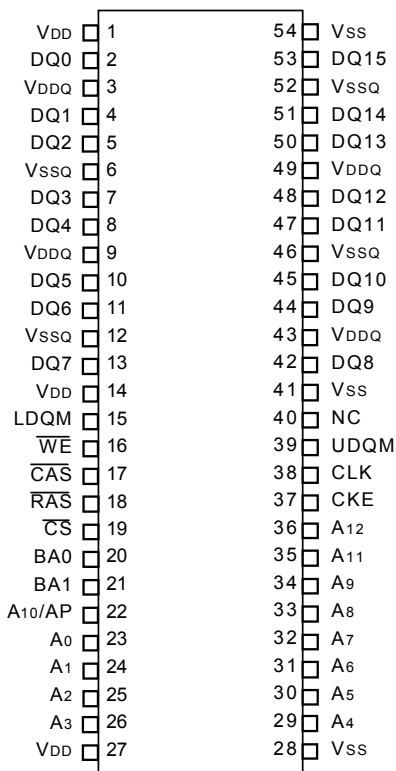 VDD 1 54 VSS
DQ0 2 53 DQ15
VDDQ 3 52 VSSQ
DQ1 4 51 DQ14
DQ2 5 50 DQ13
VSSQ 6 49 VDDQ
DQ3 7 48 DQ12
DQ4 8 47 DQ11
VDDQ 9 46 VSSQ
DQ5 10 45 DQ10
DQ6 11 44 DQ9
VSSQ 12 43 VDDQ
DQ7 13 42 DQ8
VDD 14 41 VSS
LDQM 15 40 NC
W̅E̅ 16 39 UDQM
C̅A̅S̅ 17 38 CLK
R̅A̅S̅ 18 37 CKE
C̅S̅ 19 36 A12
BA0 20 35 A11
BA1 21 34 A9
A10/AP 22 33 A8
A0 23 32 A7
A1 24 31 A6
A2 25 30 A5
A3 26 29 A4
VDD 27 28 VSS